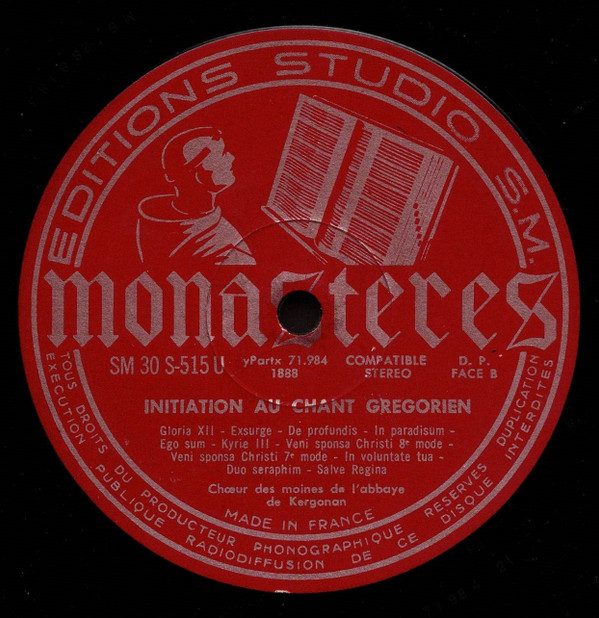 EDITIONS STUDIO S.M.
monasteres
SM 30 S-515 U
yPartx 71.984
1888
COMPATIBLE
STEREO
D. P.
FACE B
INITIATION AU CHANT GREGORIEN
Gloria XII - Exsurge - De profundis - In paradisum -
Ego sum - Kyrie III - Veni sponsa Christi 8e mode -
Veni sponsa Christi 7e mode - In voluntate tua -
Duo seraphim - Salve Regina
Chœur des moines de l'abbaye
de Kergonan
MADE IN FRANCE
TOUS DROITS DU PRODUCTEUR PHONOGRAPHIQUE RESERVES DUPLICATION
EXECUTION PUBLIQUE RADIODIFFUSION DE CE DISQUE INTERDITES